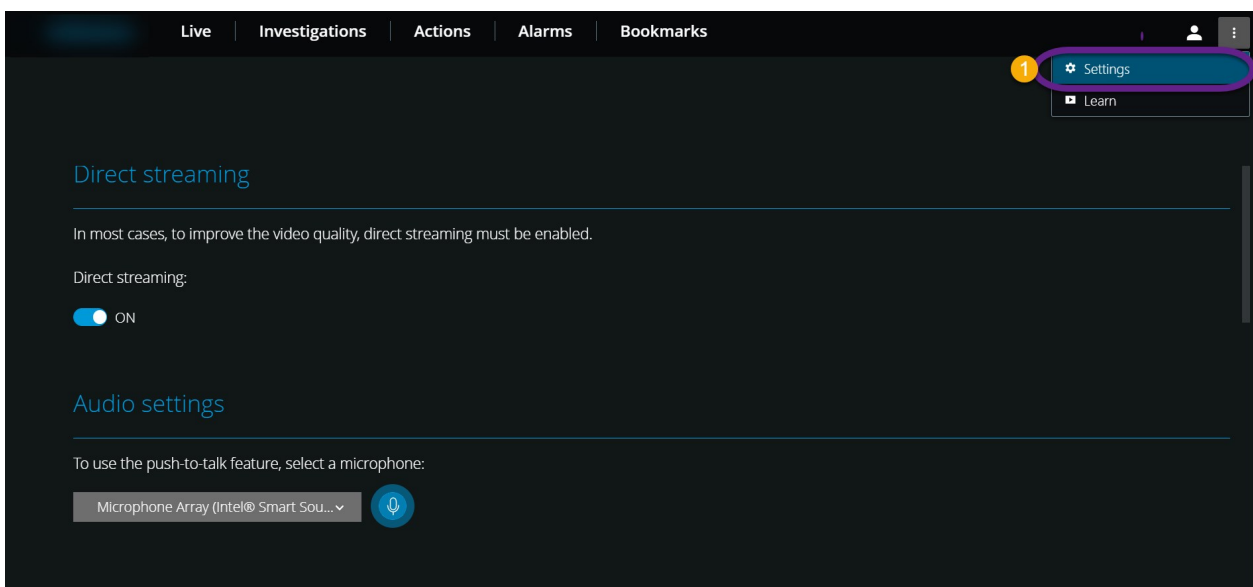 Live Investigations Actions Alarms Bookmarks
1 Settings
Learn
Direct streaming
In most cases, to improve the video quality, direct streaming must be enabled.
Direct streaming:
ON
Audio settings
To use the push-to-talk feature, select a microphone:
Microphone Array (Intel® Smart Sou...